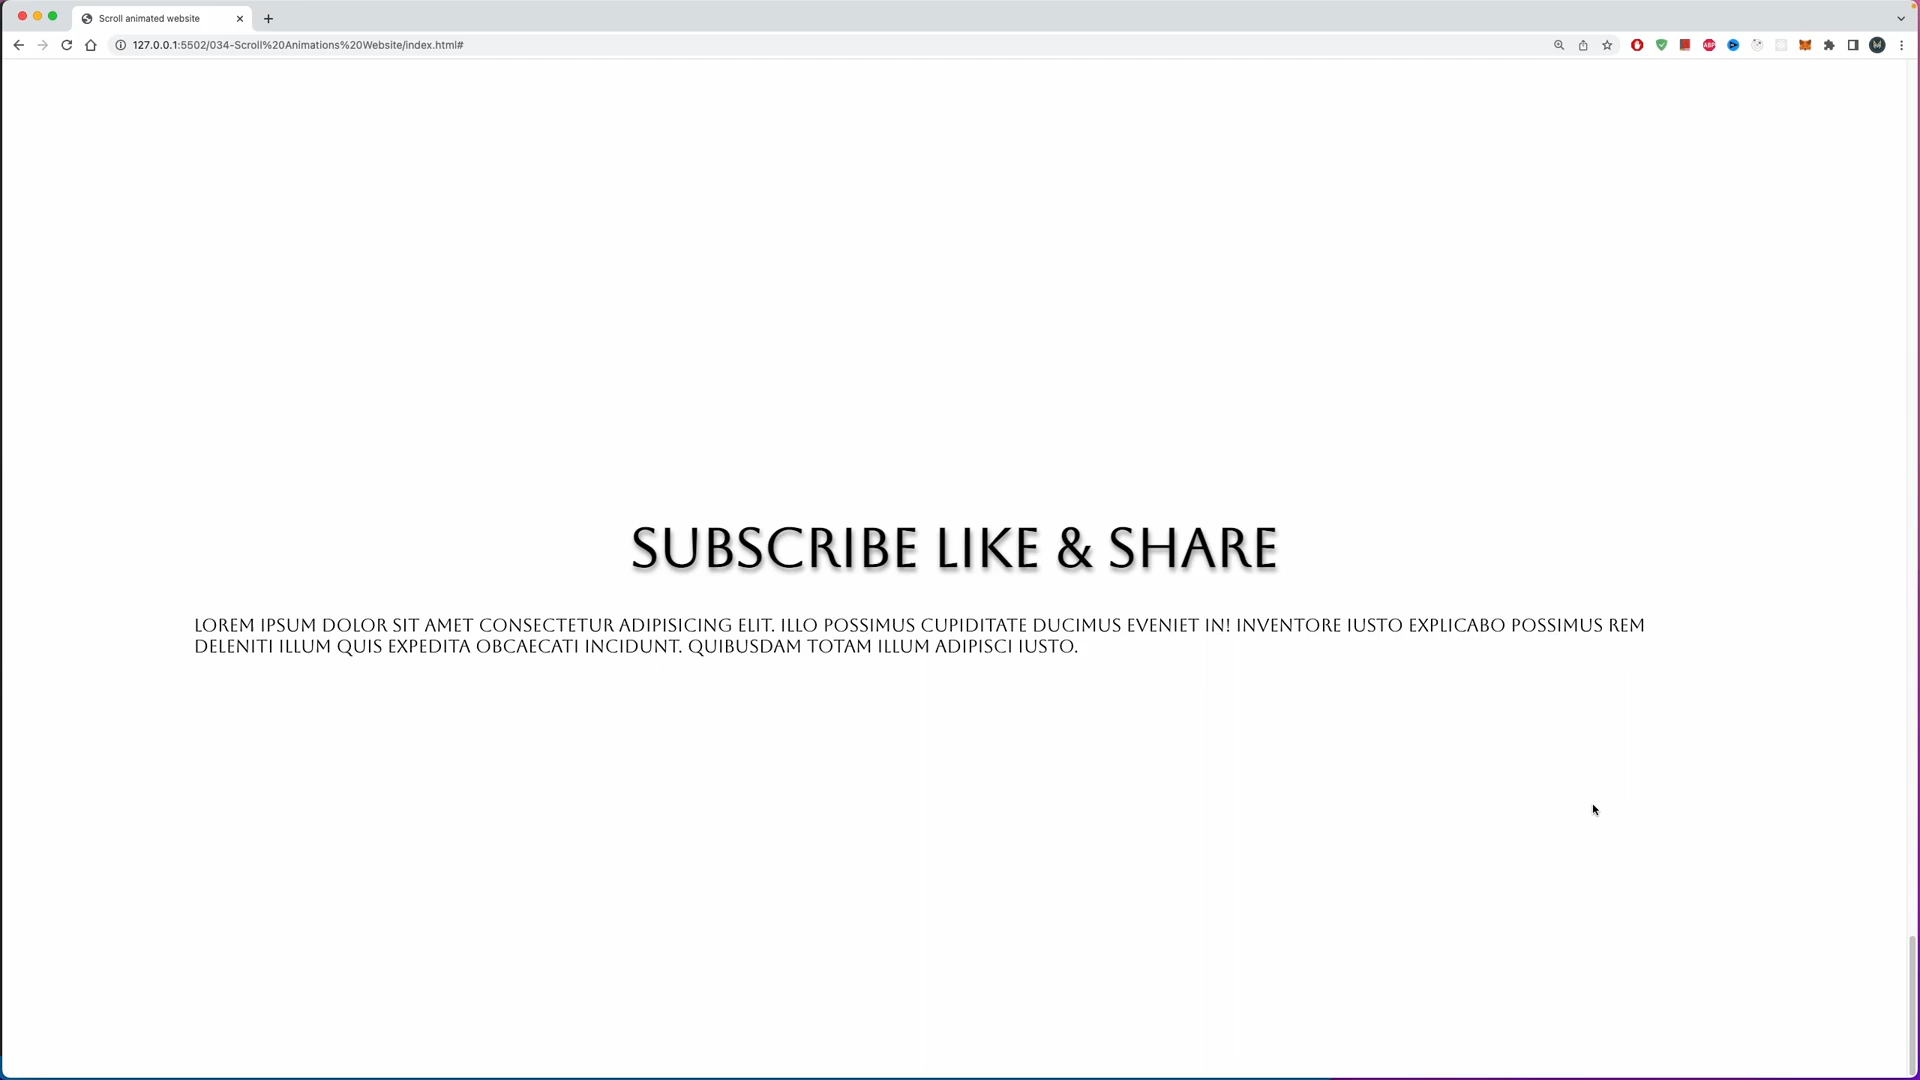 Scroll animated website
127.0.0.1:5502/034-Scroll%20Animations%20Website/index.html#
ABP
SUBSCRIBE LIKE & SHARE
LOREM IPSUM DOLOR SIT AMET CONSECTETUR ADIPISICING ELIT. ILLO POSSIMUS CUPIDITATE DUCIMUS EVENIET IN! INVENTORE IUSTO EXPLICABO POSSIMUS REM
DELENITI ILLUM QUIS EXPEDITA OBCAECATI INCIDUNT. QUIBUSDAM TOTAM ILLUM ADIPISCI IUSTO.